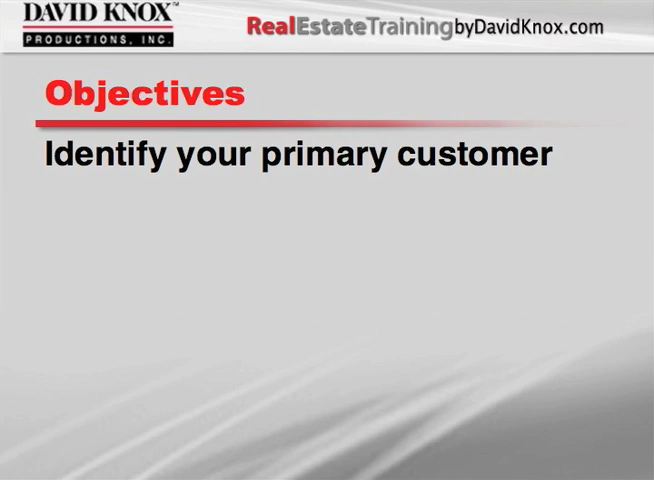 DAVID KNOX™
PRODUCTIONS, INC.
RealEstateTrainingbyDavidKnox.com
Objectives
Identify your primary customer